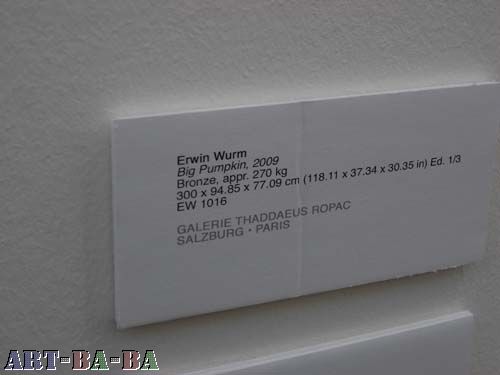 Erwin Wurm
Big Pumpkin, 2009
Bronze, appr. 270 kg
300 x 94.85 x 77.09 cm (118.11 x 37.34 x 30.35 in) Ed. 1/3
EW 1016
GALERIE THADDAEUS ROPAC
SALZBURG • PARIS
ART-BA-BA